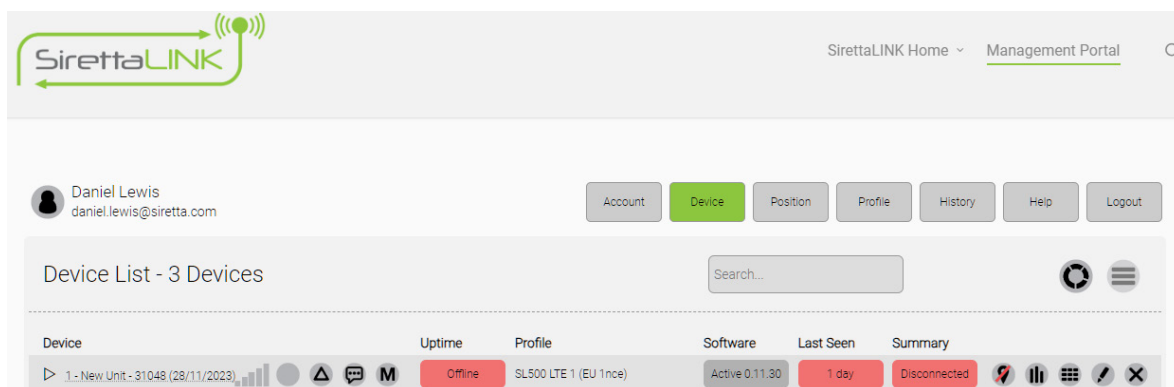 SirettaLINK
SirettaLINK Home Management Portal
Daniel Lewis
daniel.lewis@siretta.com
Account Device Position Profile History Help Logout
Device List - 3 Devices
Search...
Device Uptime Profile Software Last Seen Summary
1 - New Unit - 31048 (28/11/2023) M Offline SL500 LTE 1 (EU 1nce) Active 0.11.30 1 day Disconnected